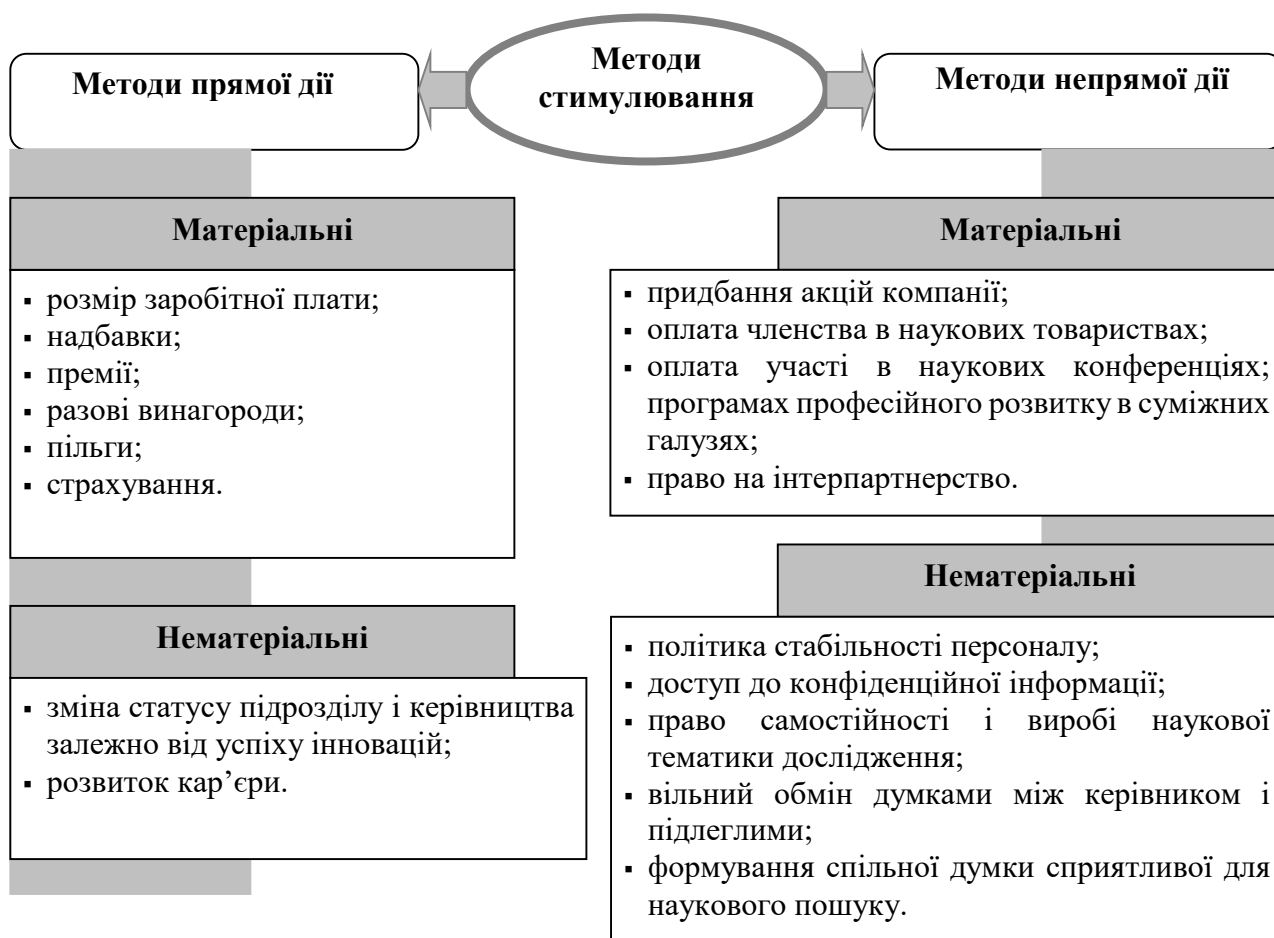 Методи стимулювання
Методи прямої дії
Матеріальні
▪ розмір заробітної плати;
▪ надбавки;
▪ премії;
▪ разові винагороди;
▪ пільги;
▪ страхування.
Нематеріальні
▪ зміна статусу підрозділу і керівництва
залежно від успіху інновацій;
▪ розвиток кар’єри.
Методи непрямої дії
Матеріальні
▪ придбання акцій компанії;
▪ оплата членства в наукових товариствах;
▪ оплата участі в наукових конференціях;
програмах професійного розвитку в суміжних
галузях;
▪ право на інтерпартнерство.
Нематеріальні
▪ політика стабільності персоналу;
▪ доступ до конфіденційної інформації;
▪ право самостійності і виробі наукової
тематики дослідження;
▪ вільний обмін думками між керівником і
підлеглими;
▪ формування спільної думки сприятливої для
наукового пошуку.